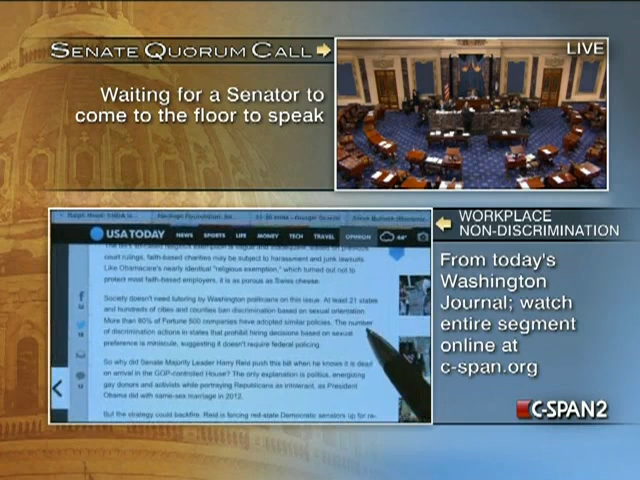 SENATE QUORUM CALL
LIVE
Waiting for a Senator to
come to the floor to speak
WORKPLACE
NON-DISCRIMINATION
From today's
Washington
Journal; watch
entire segment
online at
c-span.org
C-SPAN2
USA TODAY NEWS SPORTS LIFE MONEY TECH TRAVEL OPINION
court rulings, faith-based charities may be subject to harassment and junk lawsuits.
Like Obamacare's nearly identical "religious exemption," which turned out not to
protect most faith-based employers, it is as porous as Swiss cheese.
Society doesn't need tutoring by Washington politicians on this issue. At least 21 states
and hundreds of cities and counties ban discrimination based on sexual orientation.
More than 80% of Fortune 500 companies have adopted similar policies. The number
of discrimination actions in states that prohibit hiring decisions based on sexual
preference is miniscule, suggesting it doesn't require federal policing.
So why did Senate Majority Leader Harry Reid push this bill when he knows it is dead
on arrival in the GOP-controlled House? The only explanation is politics, energizing
gay donors and activists while portraying Republicans as intolerant, as President
Obama did with same-sex marriage in 2012.
But the strategy could backfire. Reid is forcing red-state Democratic senators up for re-